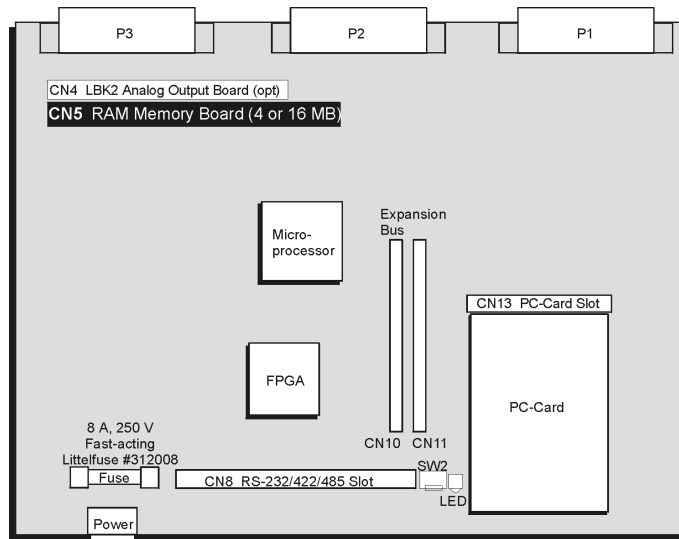 P3
P2
P1
CN4 LBK2 Analog Output Board (opt)
CN5 RAM Memory Board (4 or 16 MB)
Micro-
processor
Expansion
Bus
CN13 PC-Card Slot
FPGA
PC-Card
CN10
CN11
8 A, 250 V
Fast-acting
Littelfuse #312008
Fuse
CN8 RS-232/422/485 Slot
SW2
LED
Power